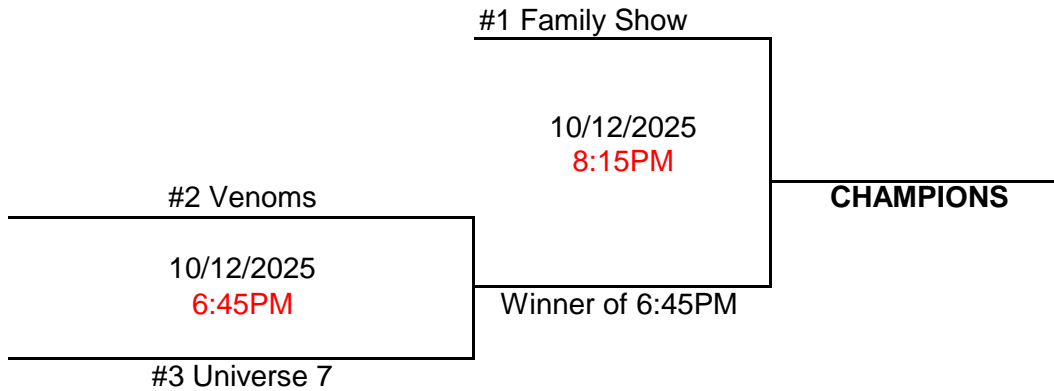 #1 Family Show
10/12/2025
8:15PM
CHAMPIONS
#2 Venoms
10/12/2025
6:45PM
Winner of 6:45PM
#3 Universe 7